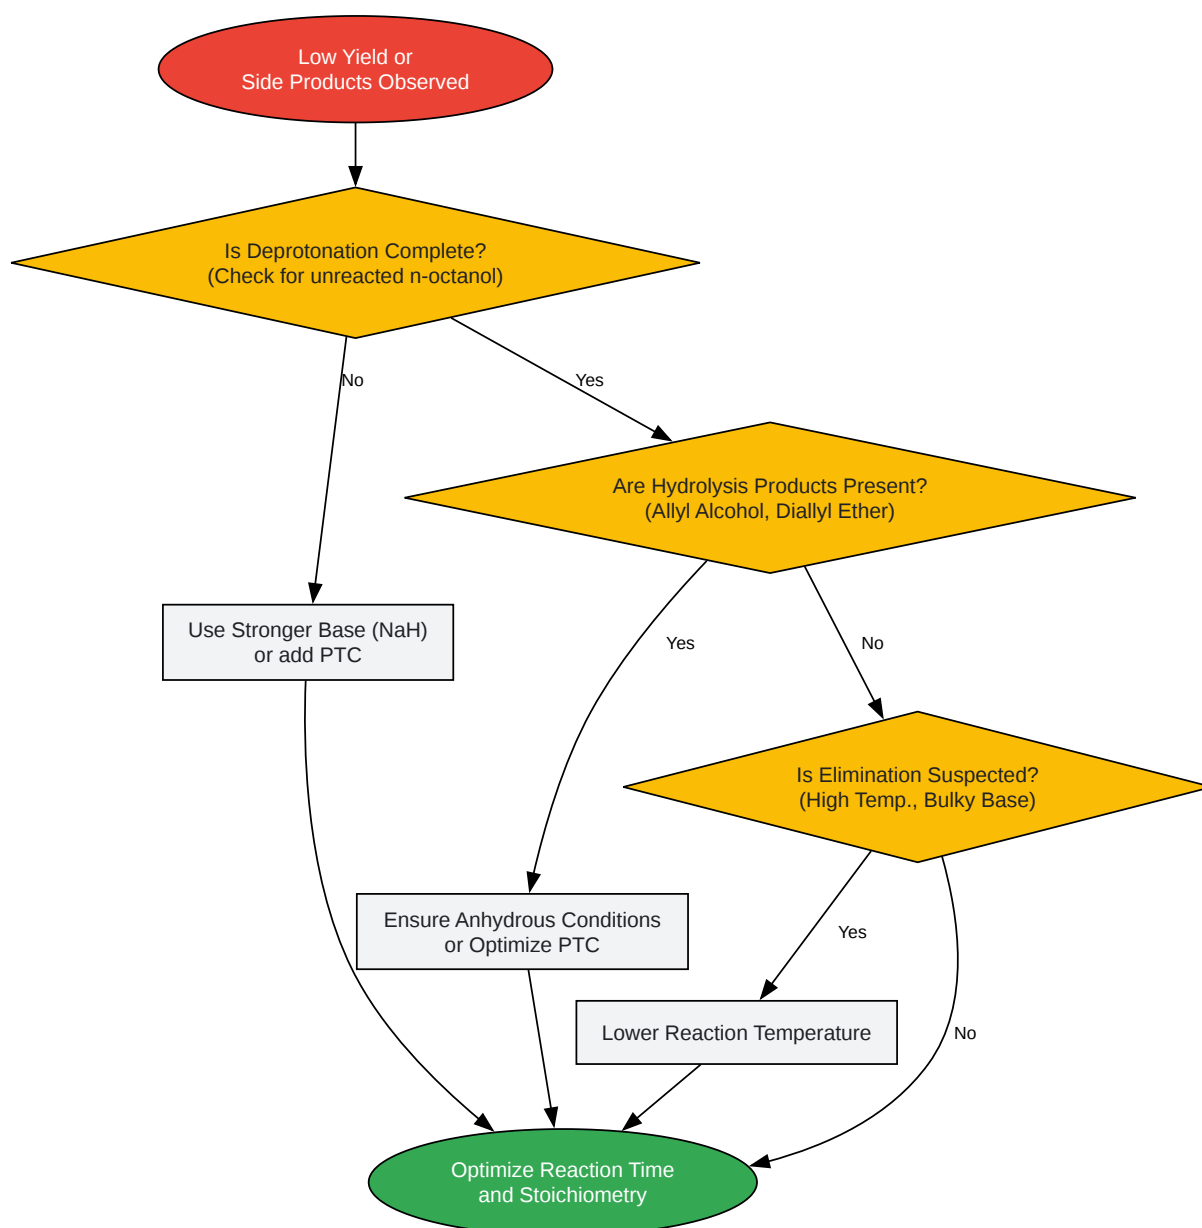 Low Yield or
Side Products Observed
Is Deprotonation Complete?
(Check for unreacted n-octanol)
No
Yes
Are Hydrolysis Products Present?
(Allyl Alcohol, Diallyl Ether)
Use Stronger Base (NaH)
or add PTC
Yes
No
Is Elimination Suspected?
(High Temp., Bulky Base)
Ensure Anhydrous Conditions
or Optimize PTC
Yes
Lower Reaction Temperature
No
Optimize Reaction Time
and Stoichiometry